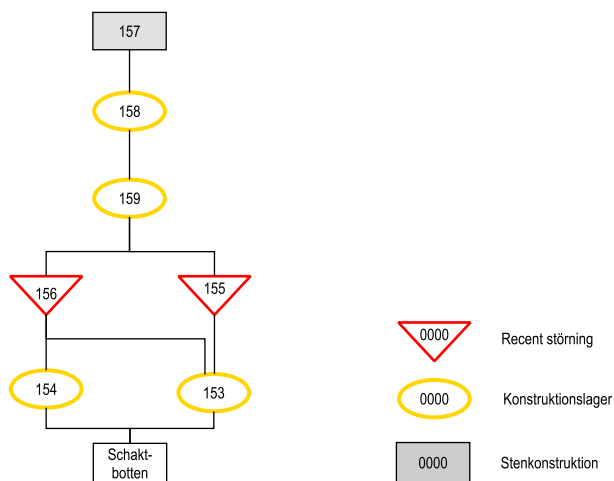 157
158
159
156
155
154
153
Schakt-
botten
0000
Recent störning
0000
Konstruktionslager
0000
Stenkonstruktion